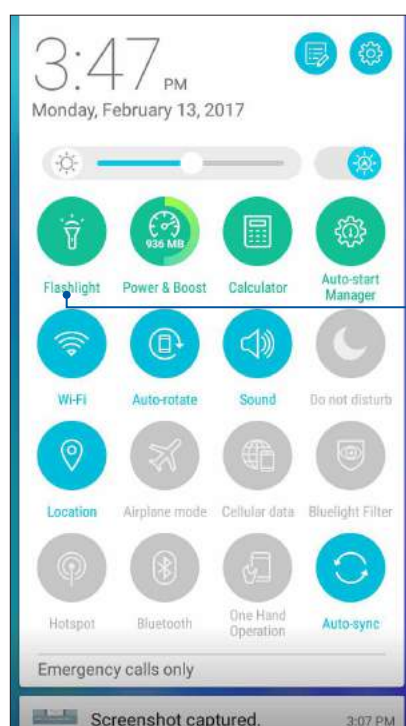 3:47 PM
Monday, February 13, 2017
A
936 MB
Flashlight Power & Boost Calculator Auto-start Manager
Wi-Fi Auto-rotate Sound Do not disturb
Location Airplane mode Cellular data Bluelight Filter
Hotspot Bluetooth One Hand Operation Auto-sync
Emergency calls only
Screenshot captured. 3:07 PM